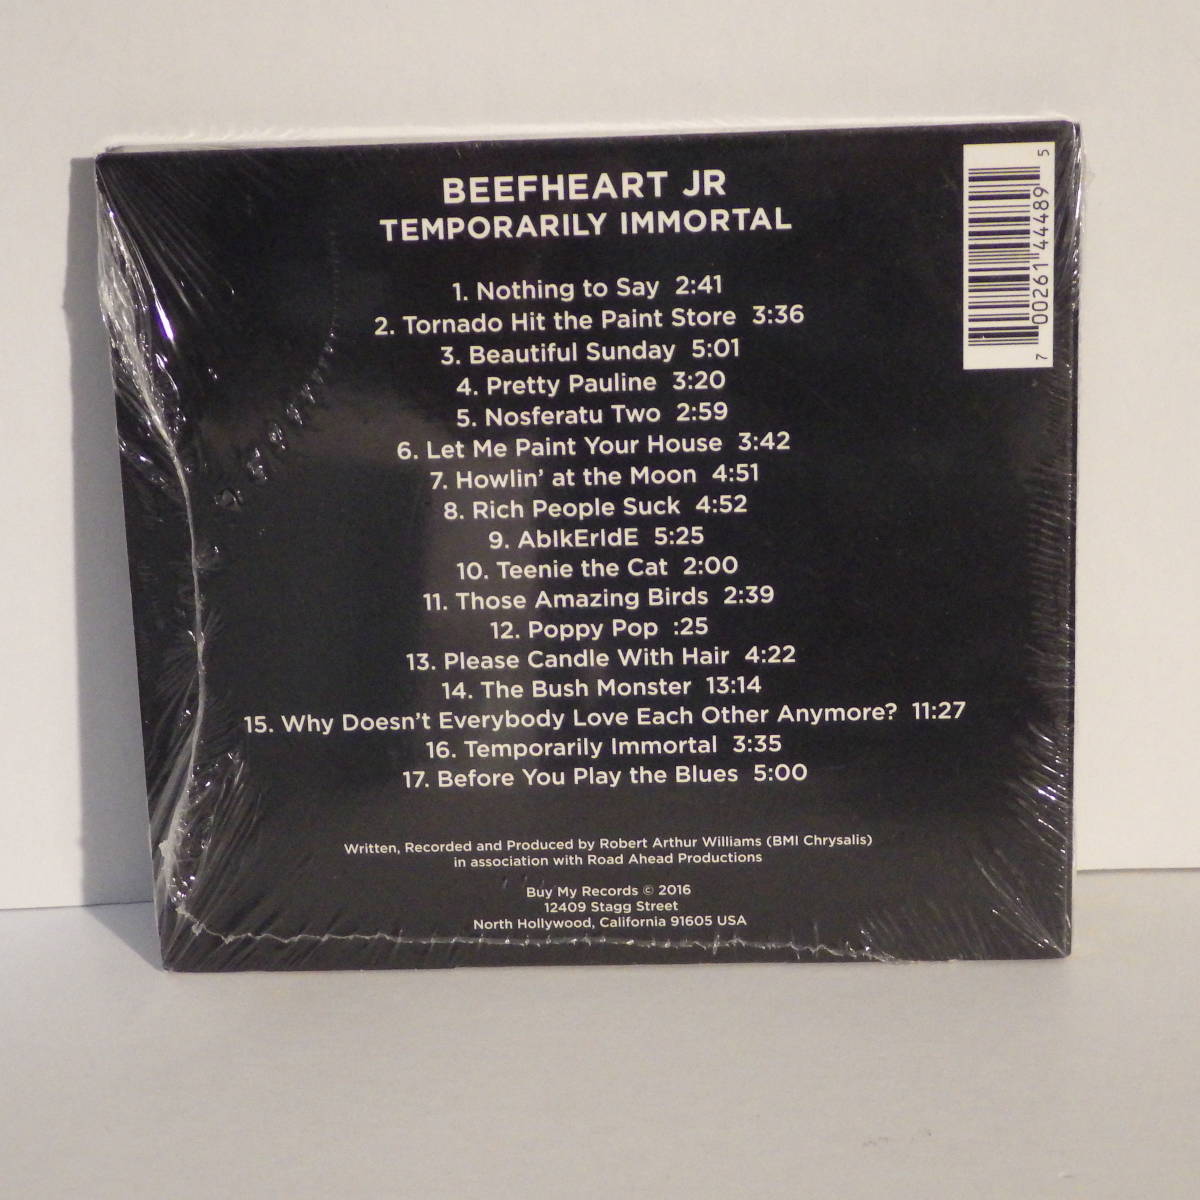 BEEFHEART JR
TEMPORARILY IMMORTAL
1. Nothing to Say 2:41
2. Tornado Hit the Paint Store 3:36
3. Beautiful Sunday 5:01
4. Pretty Pauline 3:20
5. Nosferatu Two 2:59
6. Let Me Paint Your House 3:42
7. Howlin' at the Moon 4:51
8. Rich People Suck 4:52
9. AbIkErIdE 5:25
10. Teenie the Cat 2:00
11. Those Amazing Birds 2:39
12. Poppy Pop :25
13. Please Candle With Hair 4:22
14. The Bush Monster 13:14
15. Why Doesn't Everybody Love Each Other Anymore? 11:27
16. Temporarily Immortal 3:35
17. Before You Play the Blues 5:00
Written, Recorded and Produced by Robert Arthur Williams (BMI Chrysalis)
in association with Road Ahead Productions
Buy My Records © 2016
12409 Stagg Street
North Hollywood, California 91605 USA
7 00261 44489 5